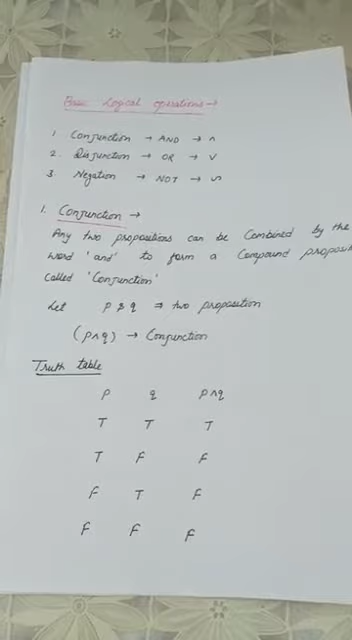 Basic Logical operations →
1 Conjunction → AND → ∧
2. Disjunction → OR → ∨
3. Negation → NOT → ∽
1. Conjunction →
Any two propositions can be Combined by the
word 'and' to form a Compound proposit
Called 'Conjunction'
Let p & q ⇒ two proposition
(p∧q) → Conjunction
Truth table
p q p∧q
T T T
T F F
F T F
F F F